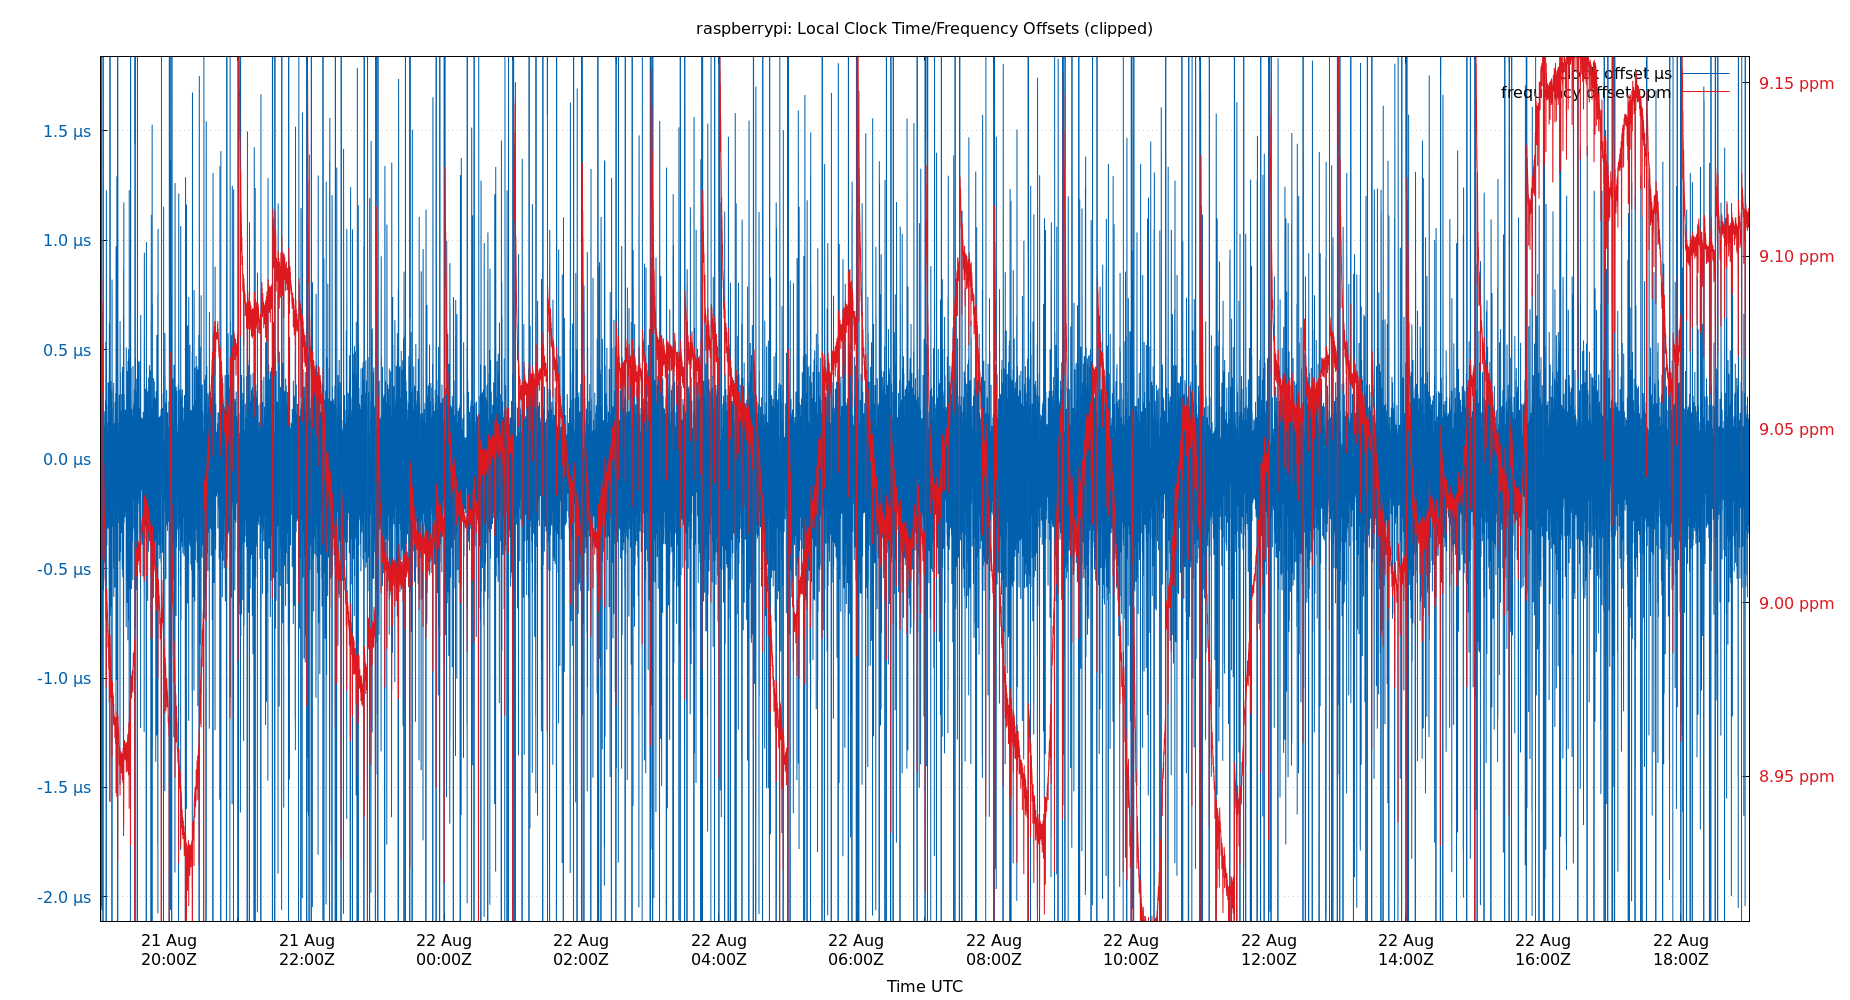 raspberrypi: Local Clock Time/Frequency Offsets (clipped)
clock offset µs
frequency offset ppm
1.5 µs
1.0 µs
0.5 µs
0.0 µs
-0.5 µs
-1.0 µs
-1.5 µs
-2.0 µs
9.15 ppm
9.10 ppm
9.05 ppm
9.00 ppm
8.95 ppm
21 Aug 21 Aug 22 Aug 22 Aug 22 Aug 22 Aug 22 Aug 22 Aug 22 Aug 22 Aug 22 Aug 22 Aug
20:00Z 22:00Z 00:00Z 02:00Z 04:00Z 06:00Z 08:00Z 10:00Z 12:00Z 14:00Z 16:00Z 18:00Z
Time UTC